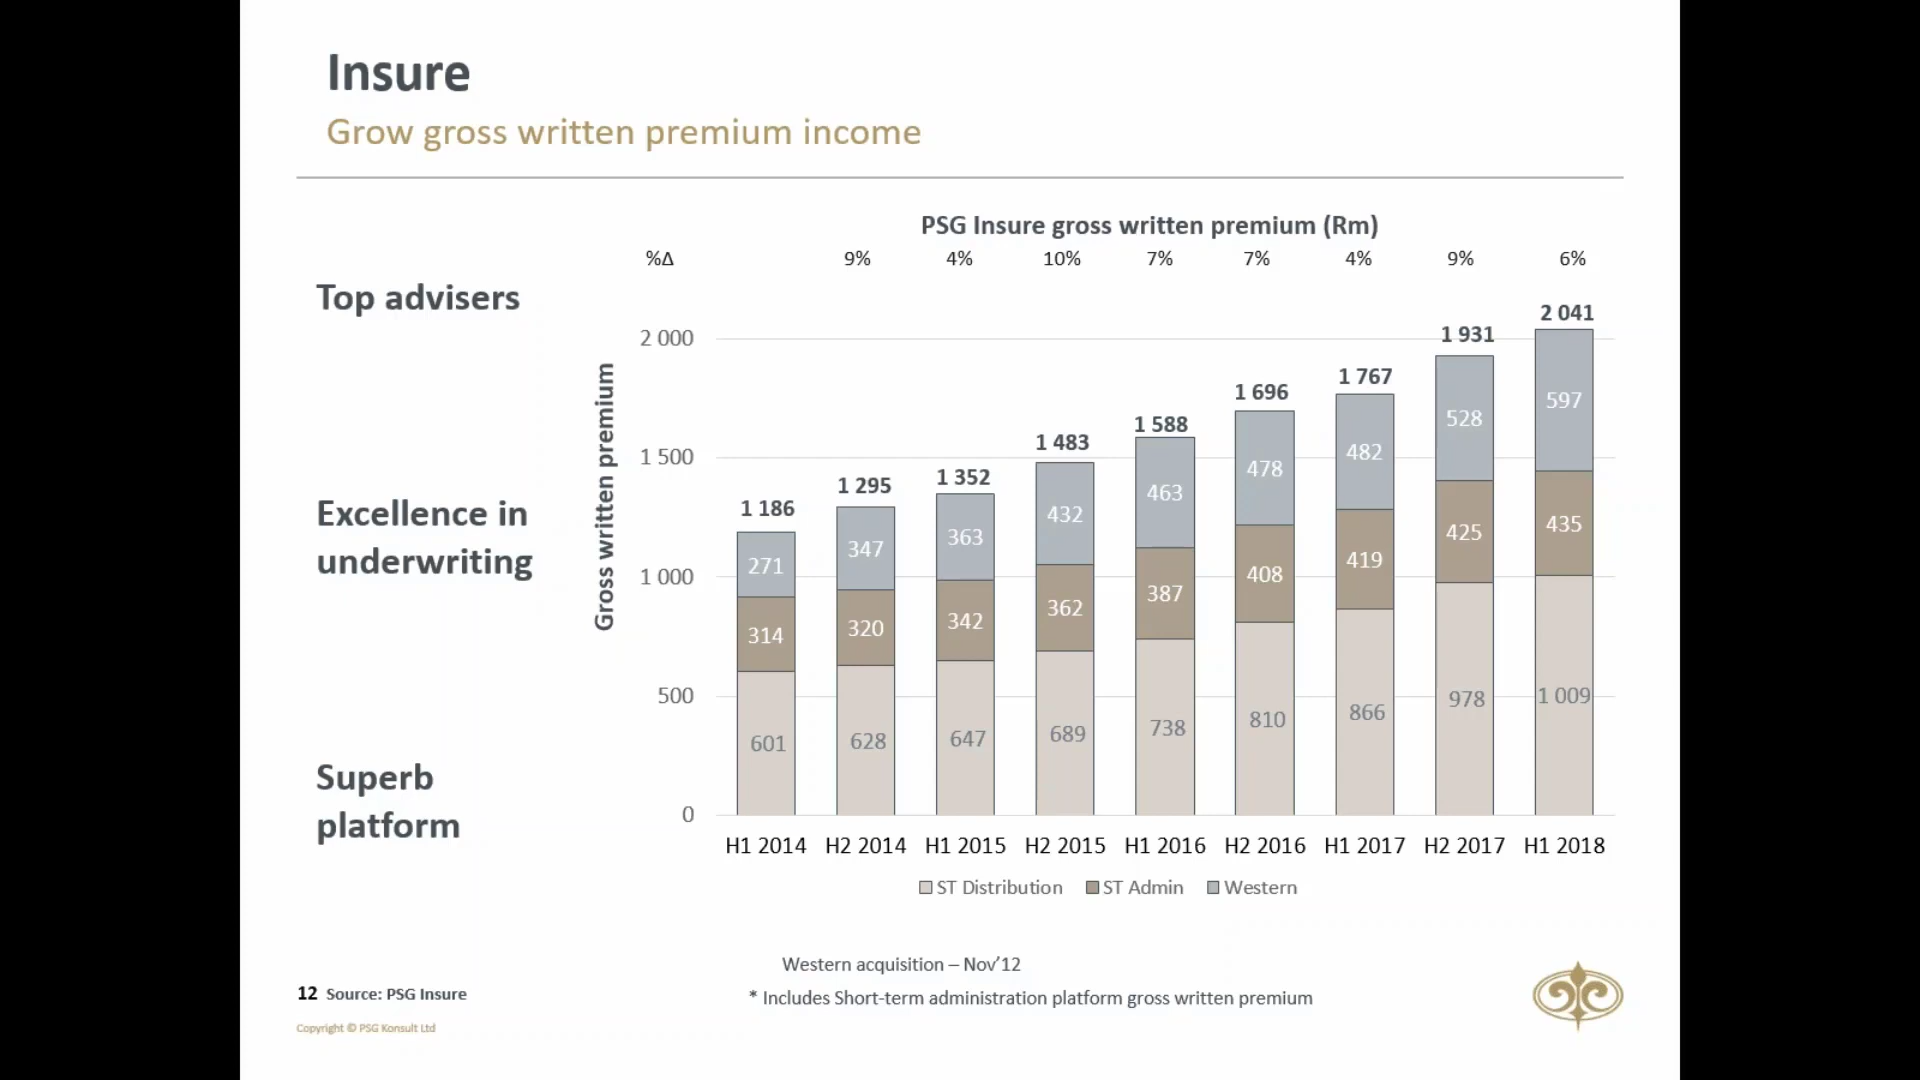 Insure
Grow gross written premium income
PSG Insure gross written premium (Rm)
%Δ 9% 4% 10% 7% 7% 4% 9% 6%
Top advisers
Excellence in
underwriting
Superb
platform
Gross written premium
2 000
1 500
1 000
500
0
1 186 1 295 1 352 1 483 1 588 1 696 1 767 1 931 2 041
271 347 363 432 463 478 482 528 597
314 320 342 362 387 408 419 425 435
601 628 647 689 738 810 866 978 1 009
H1 2014 H2 2014 H1 2015 H2 2015 H1 2016 H2 2016 H1 2017 H2 2017 H1 2018
ST Distribution ST Admin Western
Western acquisition – Nov’12
* Includes Short-term administration platform gross written premium
12 Source: PSG Insure
Copyright © PSG Konsult Ltd